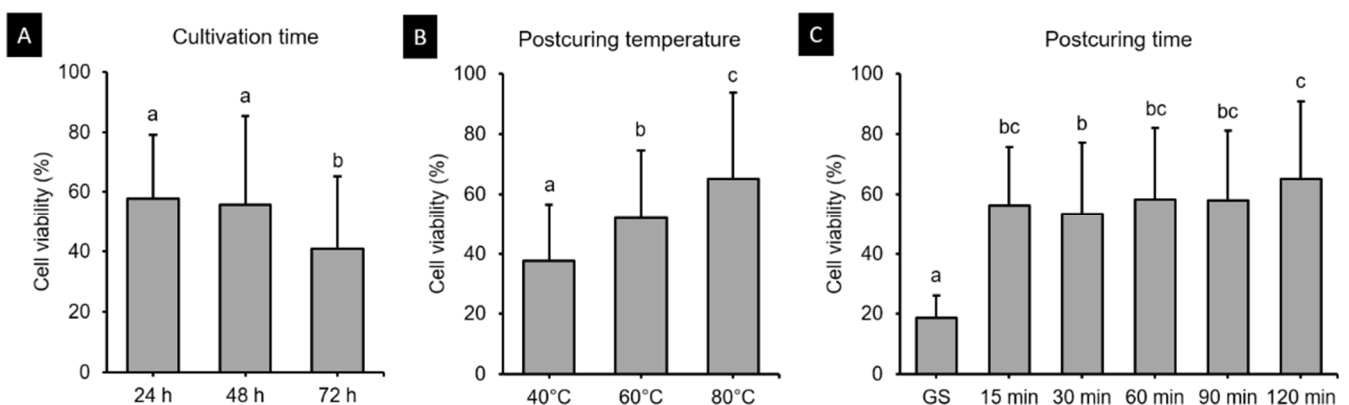 A
Cultivation time
Cell viability (%)
100
80
60
40
20
0
a
a
b
24 h 48 h 72 h
B
Postcuring temperature
Cell viability (%)
100
80
60
40
20
0
a
b
c
40°C 60°C 80°C
C
Postcuring time
Cell viability (%)
100
80
60
40
20
0
a
bc
b
bc
bc
c
GS 15 min 30 min 60 min 90 min 120 min